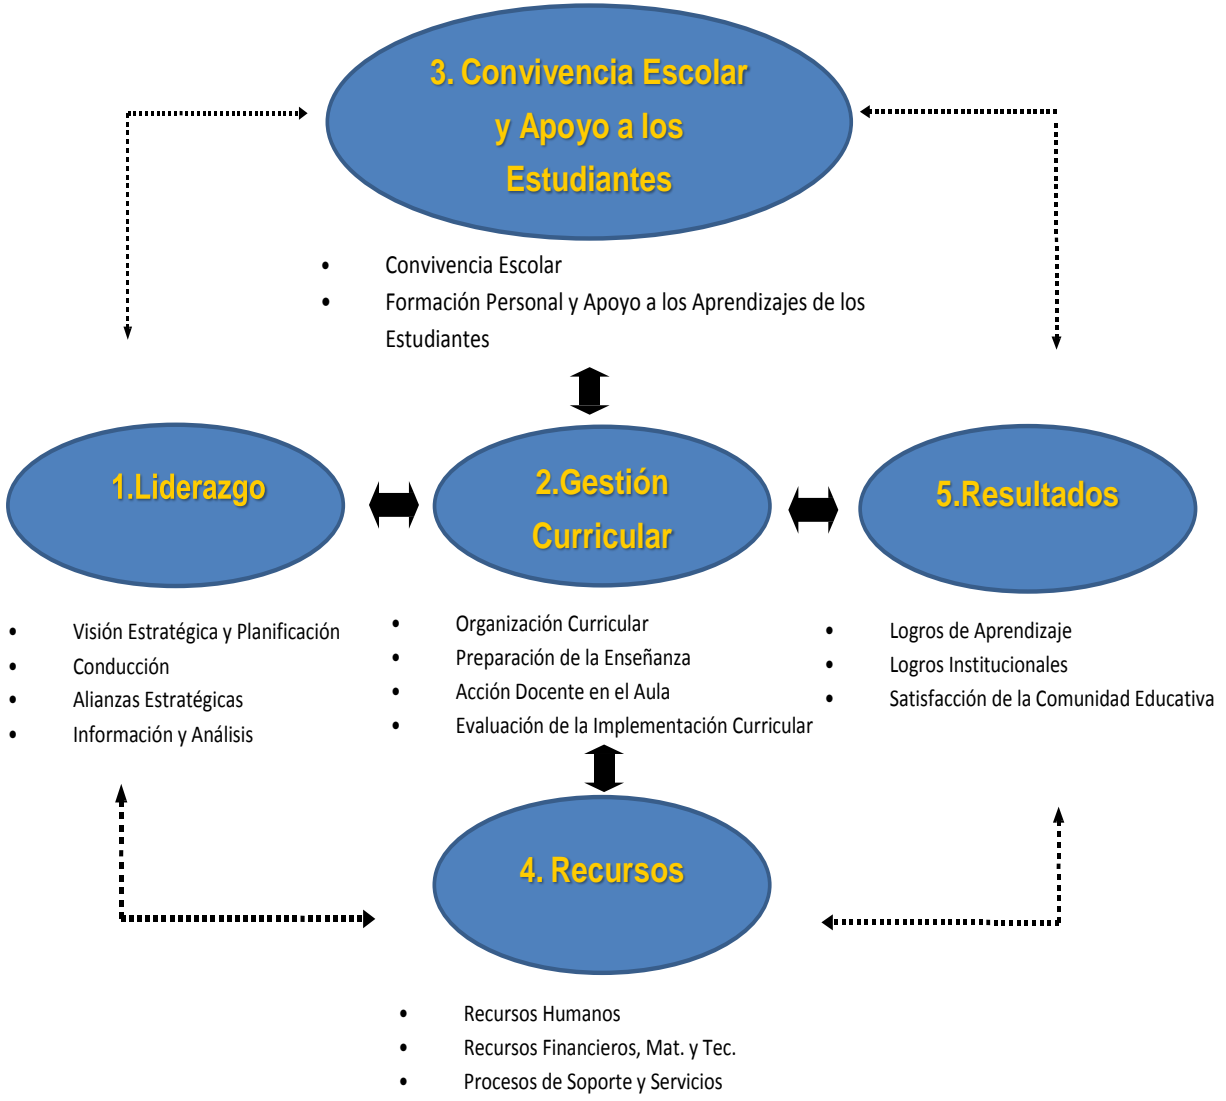 3. Convivencia Escolar
y Apoyo a los
Estudiantes
• Convivencia Escolar
• Formación Personal y Apoyo a los Aprendizajes de los
Estudiantes
1.Liderazgo
• Visión Estratégica y Planificación
• Conducción
• Alianzas Estratégicas
• Información y Análisis
2.Gestión
Curricular
• Organización Curricular
• Preparación de la Enseñanza
• Acción Docente en el Aula
• Evaluación de la Implementación Curricular
5.Resultados
• Logros de Aprendizaje
• Logros Institucionales
• Satisfacción de la Comunidad Educativa
4. Recursos
• Recursos Humanos
• Recursos Financieros, Mat. y Tec.
• Procesos de Soporte y Servicios